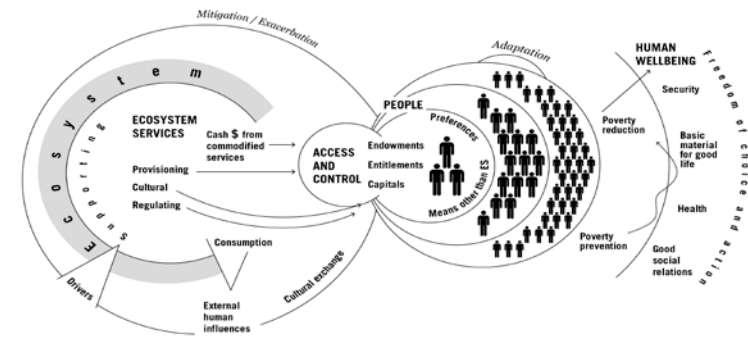 Mitigation / Exacerbation
Ecosystem
Supporting
ECOSYSTEM
SERVICES
Cash $ from
commodified
services
Provisioning
Cultural
Regulating
Consumption
Drivers
External
human
influences
Cultural exchange
ACCESS
AND
CONTROL
PEOPLE
Endowments
Entitlements
Capitals
Preferences
Means other than ES
Adaptation
Poverty
reduction
Poverty
prevention
HUMAN
WELLBEING
Security
Basic
material
for good
life
Health
Good
social
relations
Freedom of choice and action